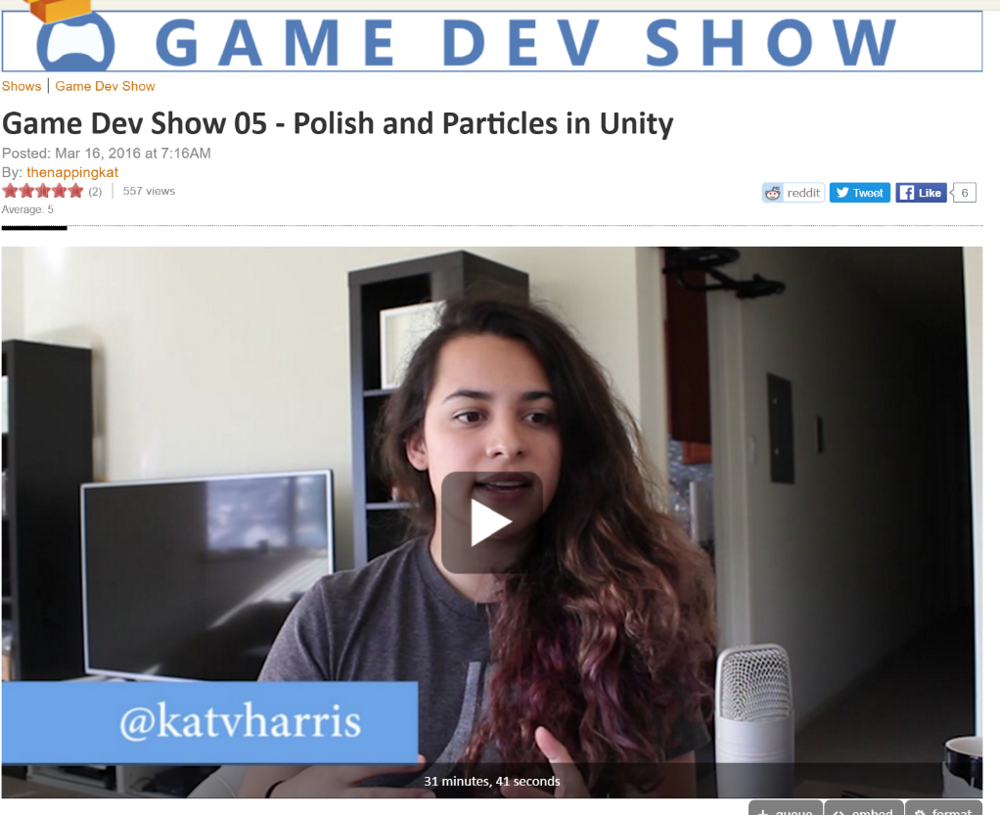 GAME DEV SHOW
Shows | Game Dev Show
Game Dev Show 05 - Polish and Particles in Unity
Posted: Mar 16, 2016 at 7:16AM
By: thenappingkat
(2) | 557 views
reddit Tweet Like 6
Average: 5
@katvharris
31 minutes, 41 seconds
+ queue <> embed format